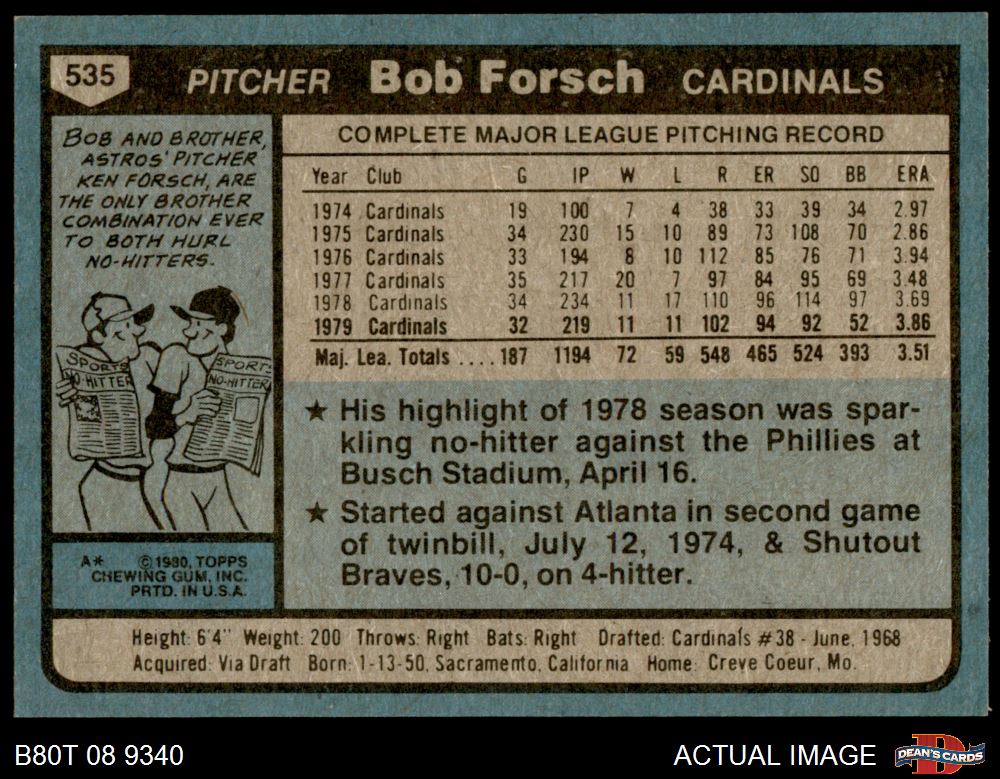 535 PITCHER Bob Forsch CARDINALS
BOB AND BROTHER,
ASTROS' PITCHER
KEN FORSCH, ARE
THE ONLY BROTHER
COMBINATION EVER
TO BOTH HURL
NO-HITTERS.
SPORTS
NO-HITTER
SPORTS
NO-HITTER
A* ©1980, TOPPS
CHEWING GUM, INC.
PRTD. IN U.S.A.
COMPLETE MAJOR LEAGUE PITCHING RECORD
Year Club G IP W L R ER SO BB ERA
1974 Cardinals 19 100 7 4 38 33 39 34 2.97
1975 Cardinals 34 230 15 10 89 73 108 70 2.86
1976 Cardinals 33 194 8 10 112 85 76 71 3.94
1977 Cardinals 35 217 20 7 97 84 95 69 3.48
1978 Cardinals 34 234 11 17 110 96 114 97 3.69
1979 Cardinals 32 219 11 11 102 94 92 52 3.86
Maj. Lea. Totals .... 187 1194 72 59 548 465 524 393 3.51
★ His highlight of 1978 season was spar-
kling no-hitter against the Phillies at
Busch Stadium, April 16.
★ Started against Atlanta in second game
of twinbill, July 12, 1974, & Shutout
Braves, 10-0, on 4-hitter.
Height: 6'4" Weight: 200 Throws: Right Bats: Right Drafted: Cardinals #38 - June, 1968
Acquired: Via Draft Born: 1-13-50, Sacramento, California Home: Creve Coeur, Mo.
B80T 08 9340 ACTUAL IMAGE DEAN'S CARDS